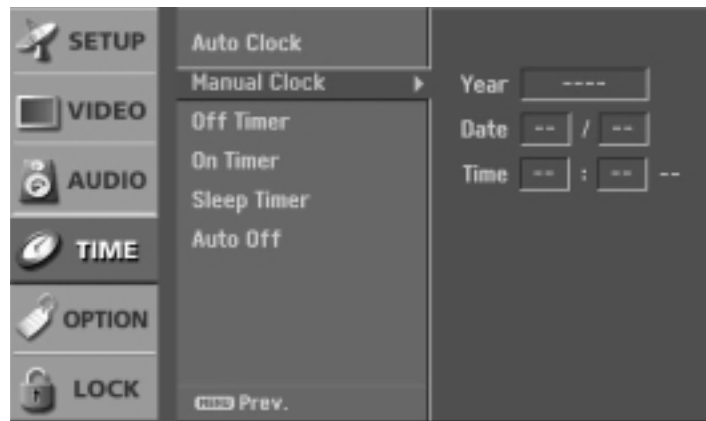 SETUP
VIDEO
AUDIO
TIME
OPTION
LOCK
Auto Clock
Manual Clock
Off Timer
On Timer
Sleep Timer
Auto Off
MENU Prev.
Year ----
Date -- / --
Time -- : -- --